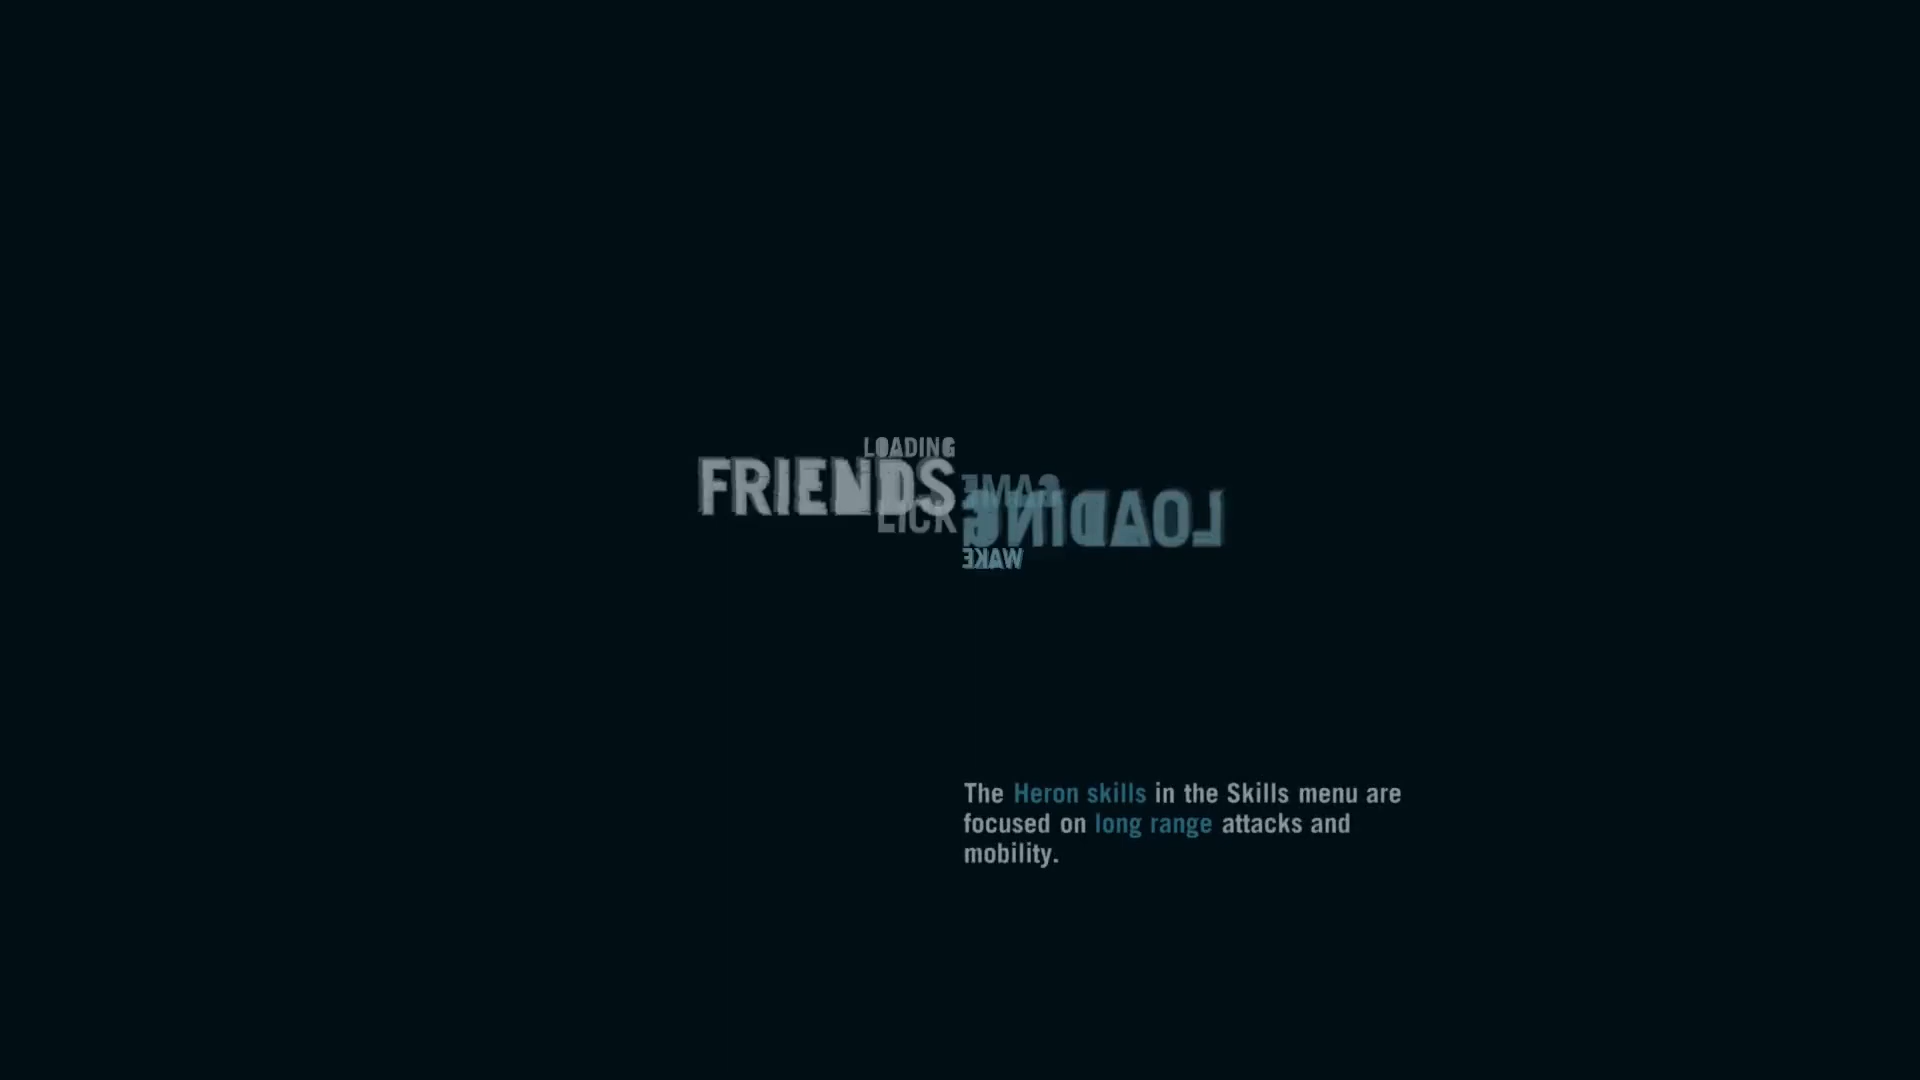 LOADING
FRIENDS
LICK
GAME
LOADING
WAKE
The Heron skills in the Skills menu are
focused on long range attacks and
mobility.